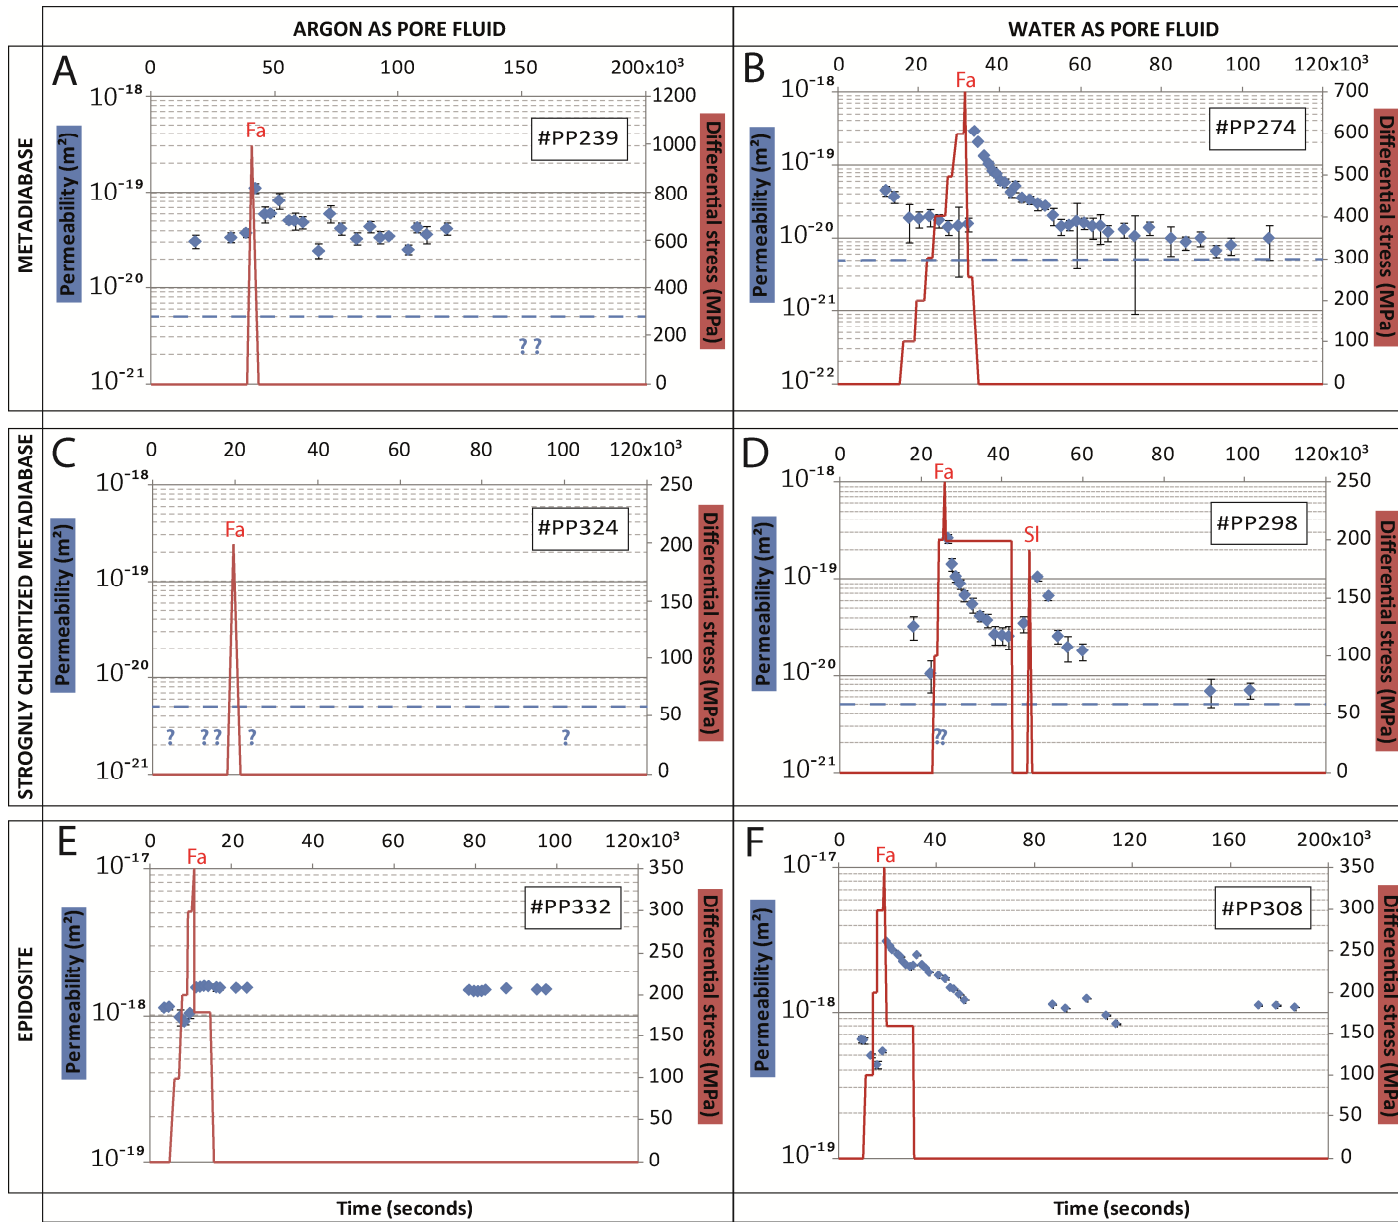 ARGON AS PORE FLUID
WATER AS PORE FLUID
METADIABASE
A
0 50 100 150 200x10³
Fa
#PP239
Permeability (m²)
10⁻¹⁸
10⁻¹⁹
10⁻²⁰
10⁻²¹
? ?
1200
1000
800
600
400
200
0
Differential stress (MPa)
B
0 20 40 60 80 100 120x10³
Fa
#PP274
Permeability (m²)
10⁻¹⁸
10⁻¹⁹
10⁻²⁰
10⁻²¹
10⁻²²
700
600
500
400
300
200
100
0
Differential stress (MPa)
STROGNLY CHLORITIZED METADIABASE
C
0 20 40 60 80 100 120x10³
Fa
#PP324
Permeability (m²)
10⁻¹⁸
10⁻¹⁹
10⁻²⁰
10⁻²¹
? ? ? ? ?
250
200
150
100
50
0
Differential stress (MPa)
D
0 20 40 60 80 100 120x10³
Fa
SI
#PP298
Permeability (m²)
10⁻¹⁸
10⁻¹⁹
10⁻²⁰
10⁻²¹
??
250
200
150
100
50
0
Differential stress (MPa)
EPIDOSITE
E
0 20 40 60 80 100 120x10³
Fa
#PP332
Permeability (m²)
10⁻¹⁷
10⁻¹⁸
10⁻¹⁹
350
300
250
200
150
100
50
0
Differential stress (MPa)
F
0 40 80 120 160 200x10³
Fa
#PP308
Permeability (m²)
10⁻¹⁷
10⁻¹⁸
10⁻¹⁹
350
300
250
200
150
100
50
0
Differential stress (MPa)
Time (seconds)
Time (seconds)